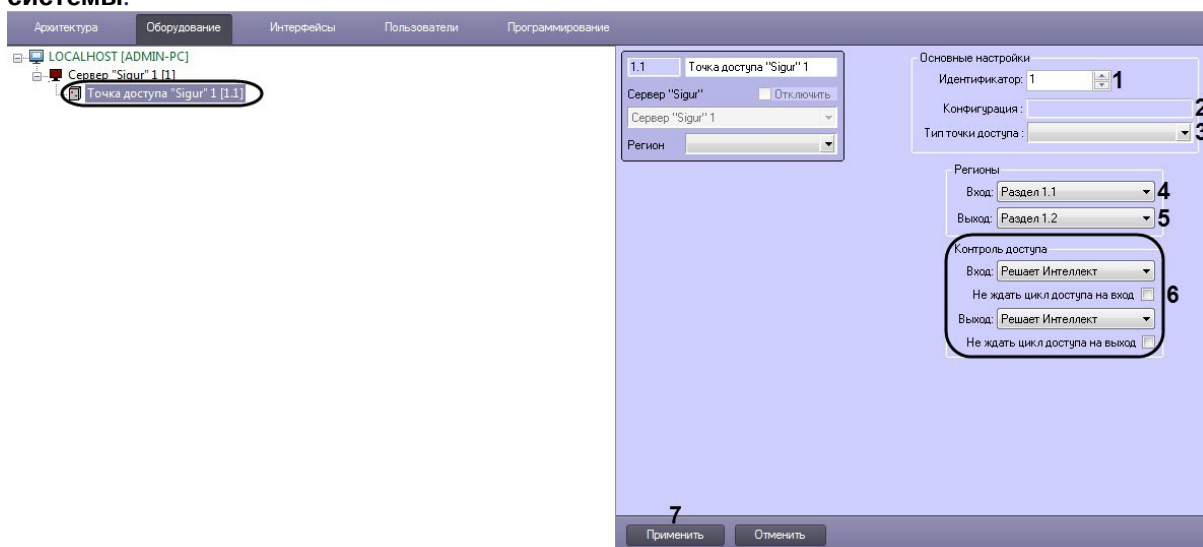 системы.
Архитектура Оборудование Интерфейсы Пользователи Программирование
LOCALHOST [ADMIN-PC]
Сервер "Sigur" 1 [1]
Точка доступа "Sigur" 1 [1.1]
1.1 Точка доступа "Sigur" 1
Сервер "Sigur" Отключить
Сервер "Sigur" 1
Регион
Основные настройки
Идентификатор: 1 1
Конфигурация : 2
Тип точки доступа : 3
Регионы
Вход: Раздел 1.1 4
Выход: Раздел 1.2 5
Контроль доступа
Вход: Решает Интеллект
Не ждать цикл доступа на вход 6
Выход: Решает Интеллект
Не ждать цикл доступа на выход
7
Применить Отменить